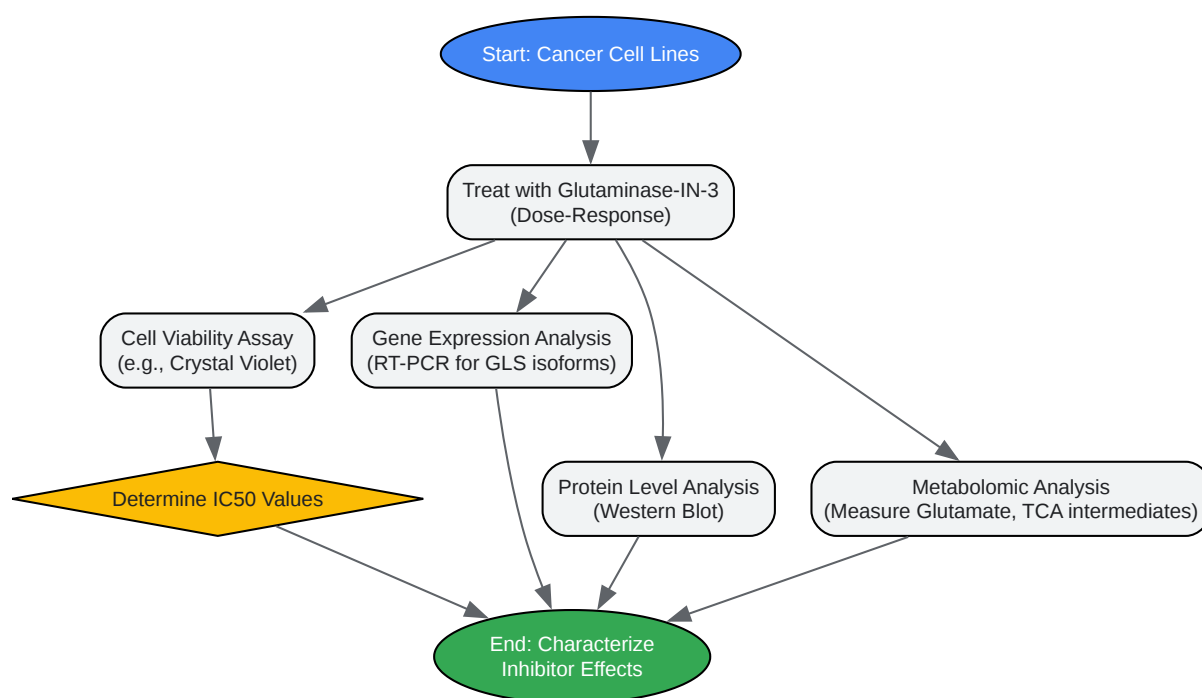 Start: Cancer Cell Lines
Treat with Glutaminase-IN-3
(Dose-Response)
Cell Viability Assay
(e.g., Crystal Violet)
Gene Expression Analysis
(RT-PCR for GLS isoforms)
Determine IC50 Values
Protein Level Analysis
(Western Blot)
Metabolomic Analysis
(Measure Glutamate, TCA intermediates)
End: Characterize
Inhibitor Effects